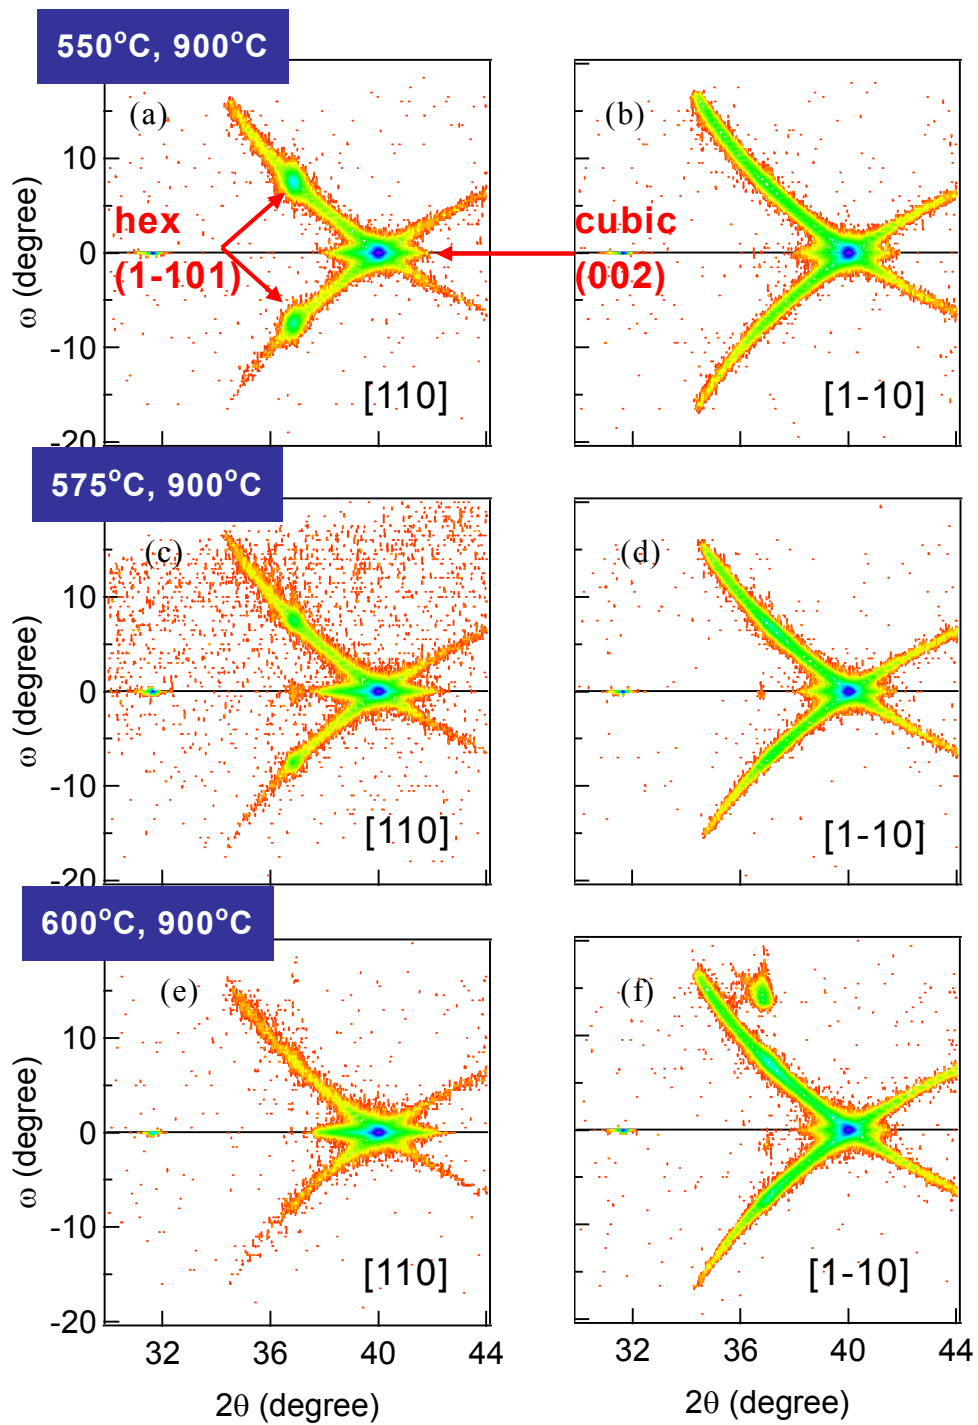 550°C, 900°C
(a)
(b)
10
0
-10
-20
ω (degree)
hex
(1-101)
cubic
(002)
[110]
[1-10]
575°C, 900°C
(c)
(d)
10
0
-10
-20
ω (degree)
[110]
[1-10]
600°C, 900°C
(e)
(f)
10
0
-10
-20
ω (degree)
[110]
[1-10]
32 36 40 44
32 36 40 44
2θ (degree)
2θ (degree)